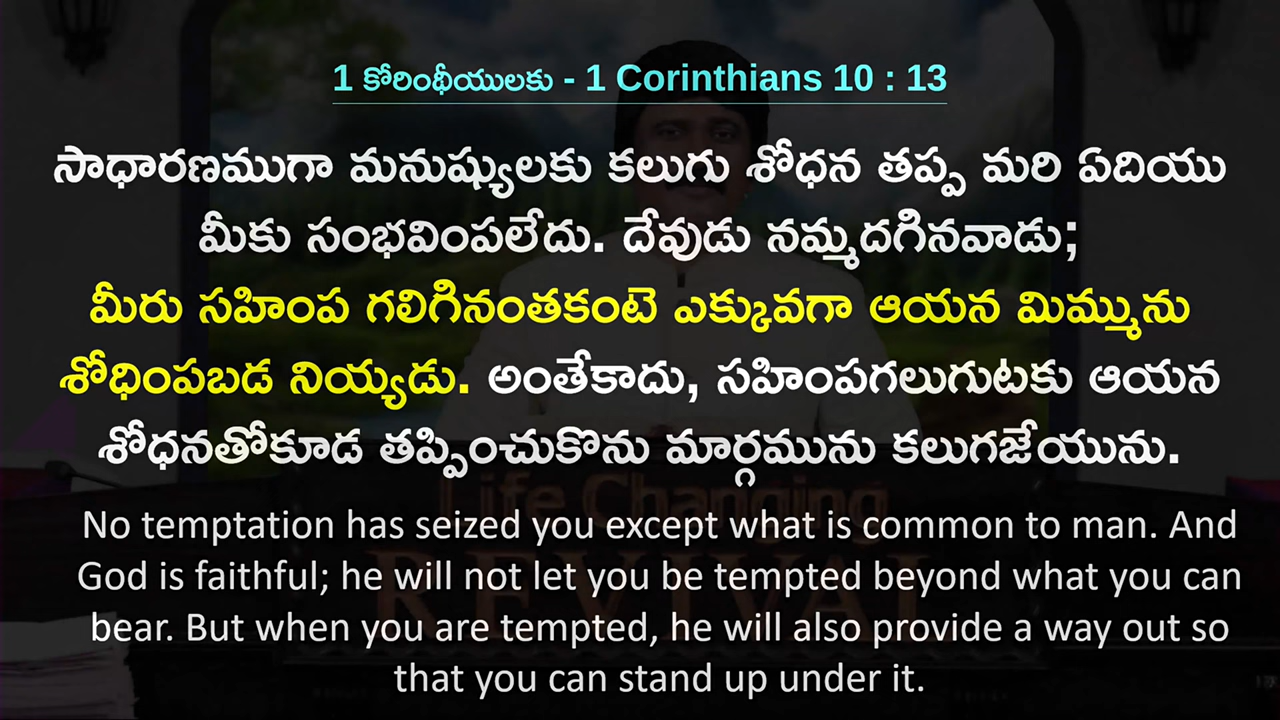 1 కోరింథీయులకు - 1 Corinthians 10 : 13
సాధారణముగా మనుష్యులకు కలుగు శోధన తప్ప మరి ఏదియు
మీకు సంభవింపలేదు. దేవుడు నమ్మదగినవాడు;
మీరు సహింప గలిగినంతకంటె ఎక్కువగా ఆయన మిమ్మును
శోధింపబడ నియ్యడు. అంతేకాదు, సహింపగలుగుటకు ఆయన
శోధనతోకూడ తప్పించుకొను మార్గమును కలుగజేయును.
Life Changing
No temptation has seized you except what is common to man. And
God is faithful; he will not let you be tempted beyond what you can
REVIVAL
bear. But when you are tempted, he will also provide a way out so
that you can stand up under it.